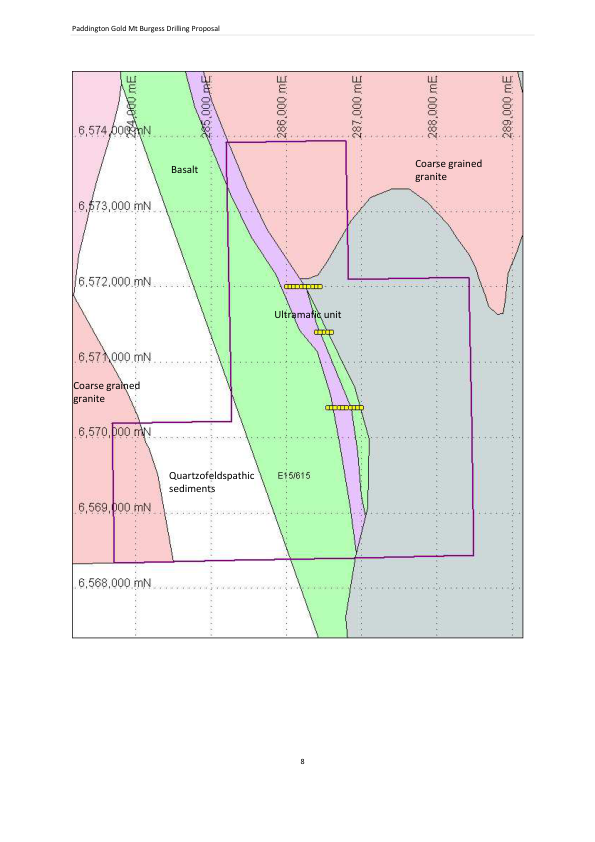 Paddington Gold Mt Burgess Drilling Proposal
284,000 mE
285,000 mE
286,000 mE
287,000 mE
288,000 mE
289,000 mE
6,574,000 mN
Basalt
Coarse grained
granite
6,573,000 mN
6,572,000 mN
Ultramafic unit
6,571,000 mN
Coarse grained
granite
6,570,000 mN
Quartzofeldspathic
sediments
E15/615
6,569,000 mN
6,568,000 mN
8